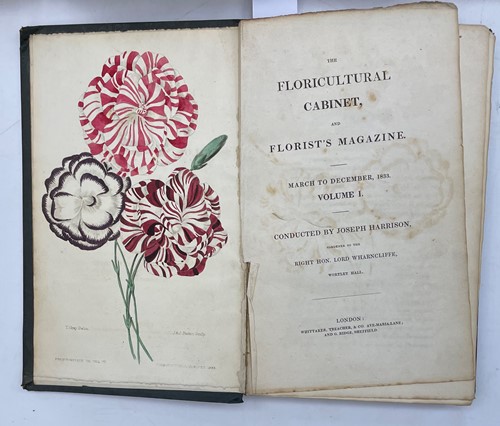 THE
FLORICULTURAL
CABINET,
AND
FLORIST'S MAGAZINE.
MARCH TO DECEMBER, 1833.
VOLUME I.
CONDUCTED BY JOSEPH HARRISON,
GARDENER TO THE
RIGHT HON. LORD WHARNCLIFFE,
WORTLEY HALL.
LONDON:
WHITTAKER, TREACHER, & CO. AVE-MARIA-LANE;
AND G. RIDGE, SHEFFIELD.